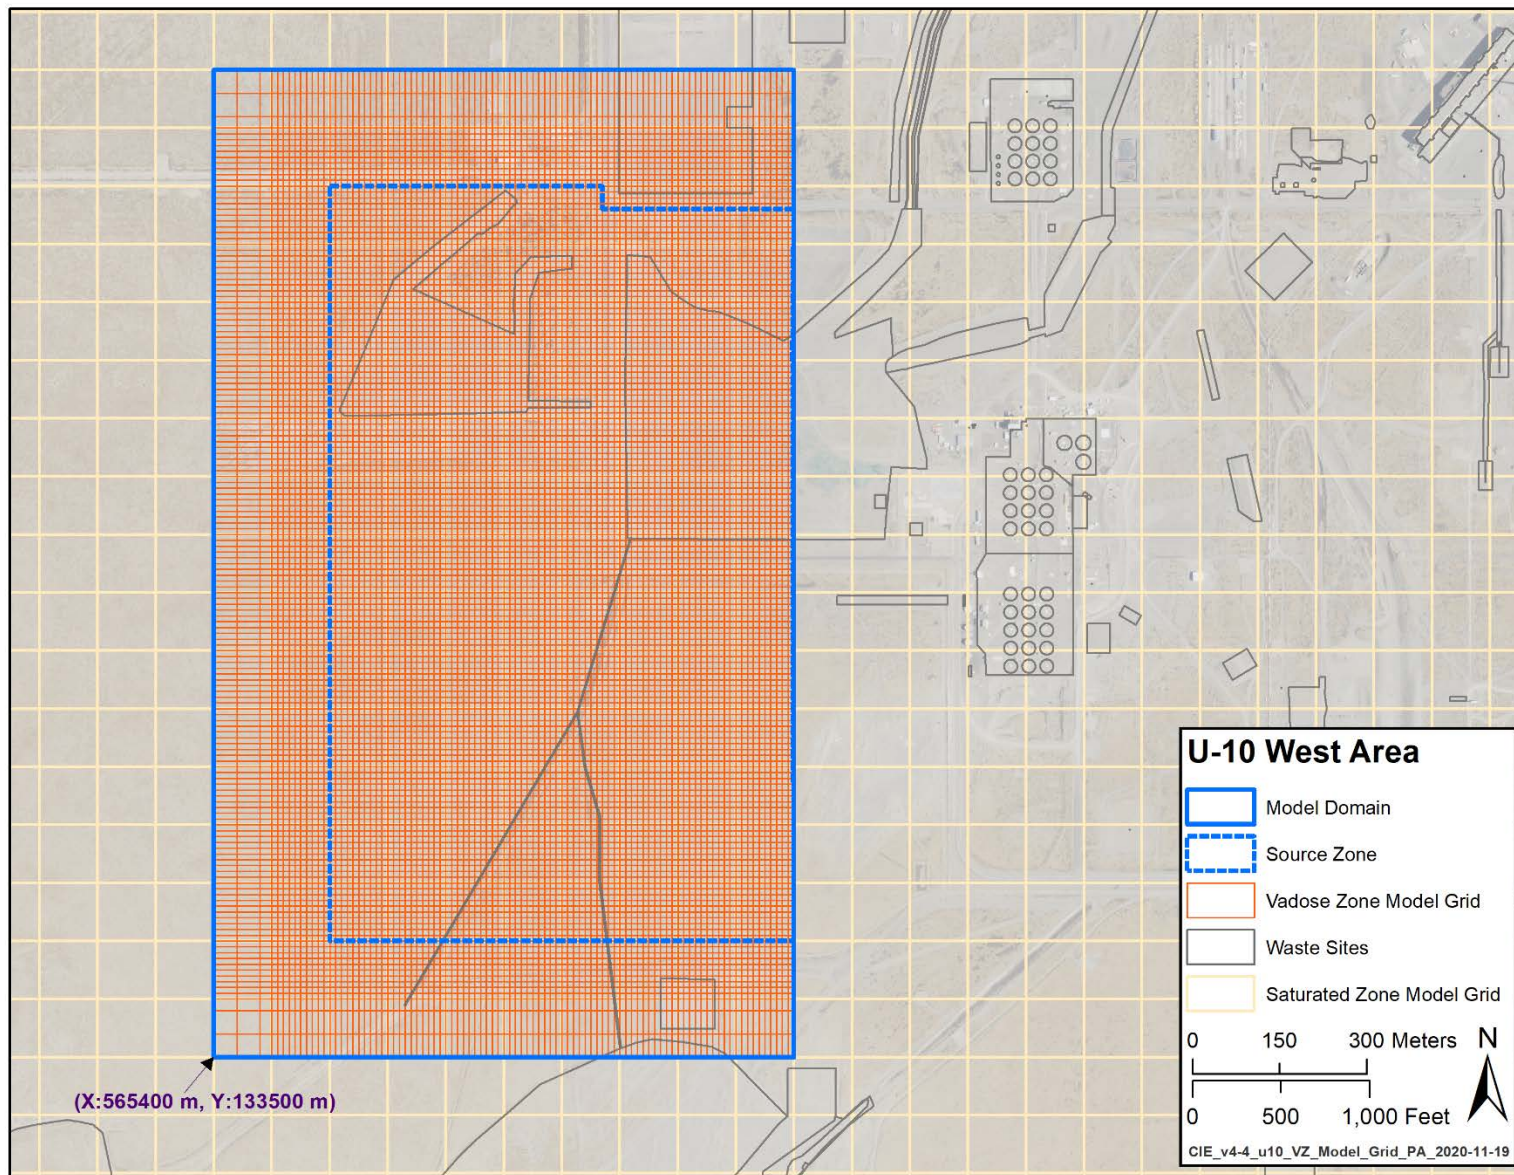 U-10 West Area
Model Domain
Source Zone
Vadose Zone Model Grid
Waste Sites
Saturated Zone Model Grid
0 150 300 Meters N
0 500 1,000 Feet
CIE_v4-4_u10_VZ_Model_Grid_PA_2020-11-19
(X:565400 m, Y:133500 m)